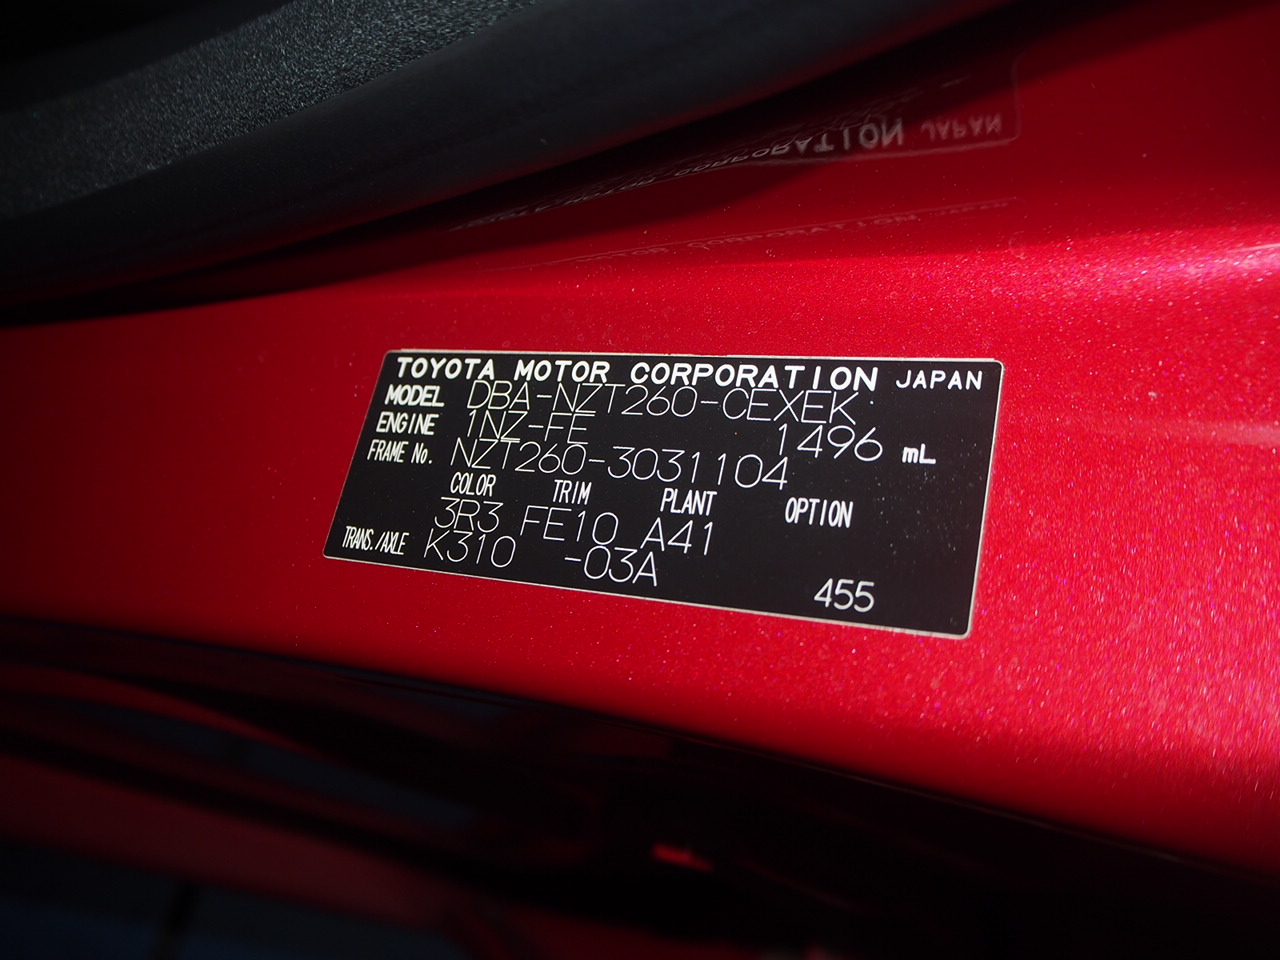 TOYOTA MOTOR CORPORATION JAPAN
MODEL DBA-NZT260-CEXEK
ENGINE 1NZ-FE 1496 mL
FRAME No. NZT260-3031104
COLOR TRIM PLANT OPTION
3R3 FE10 A41
TRANS./AXLE K310 -03A
455